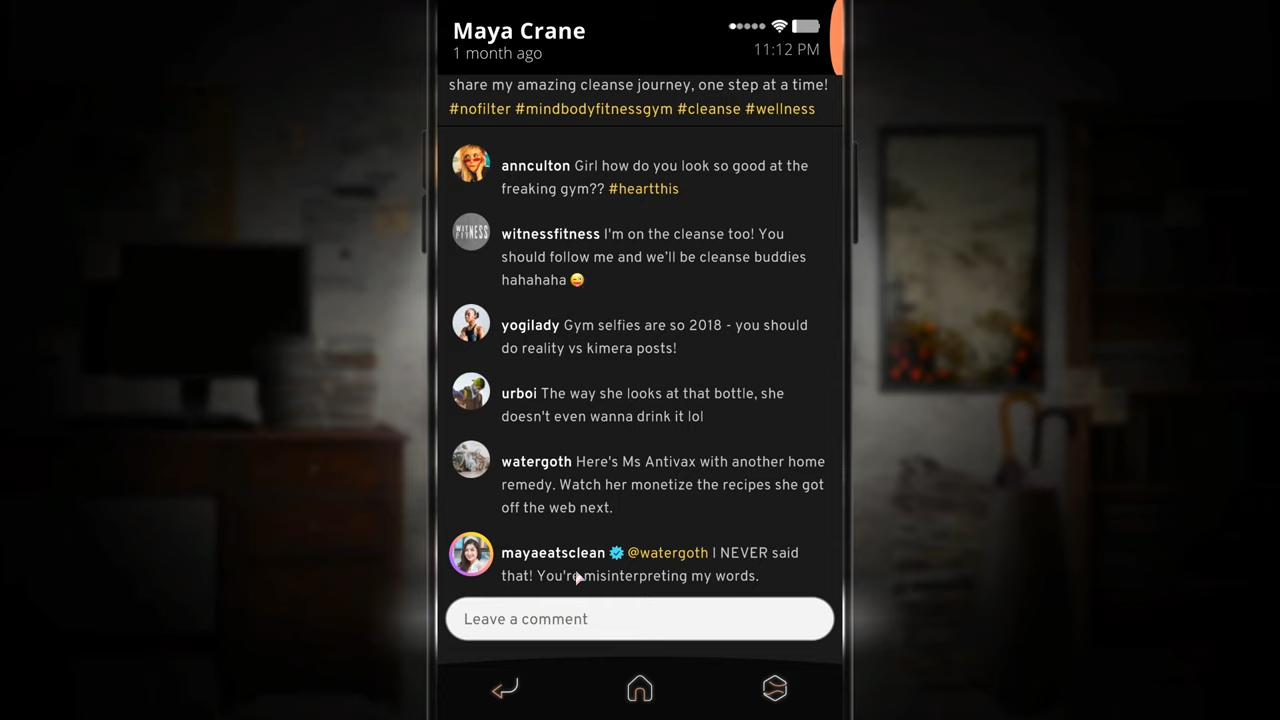 Maya Crane
1 month ago
11:12 PM
share my amazing cleanse journey, one step at a time!
#nofilter #mindbodyfitnessgym #cleanse #wellness
annculton Girl how do you look so good at the
freaking gym?? #heartthis
WIT
FITNESS
witnessfitness I'm on the cleanse too! You
should follow me and we'll be cleanse buddies
hahahaha 😜
yogilady Gym selfies are so 2018 - you should
do reality vs kimera posts!
urboi The way she looks at that bottle, she
doesn't even wanna drink it lol
watergoth Here's Ms Antivax with another home
remedy. Watch her monetize the recipes she got
off the web next.
mayaeatsclean @watergoth I NEVER said
that! You're misinterpreting my words.
Leave a comment